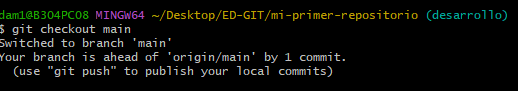 dam1@B304PC08 MINGW64 ~/Desktop/ED-GIT/mi-primer-repositorio (desarrollo)
$ git checkout main
Switched to branch 'main'
Your branch is ahead of 'origin/main' by 1 commit.
  (use "git push" to publish your local commits)